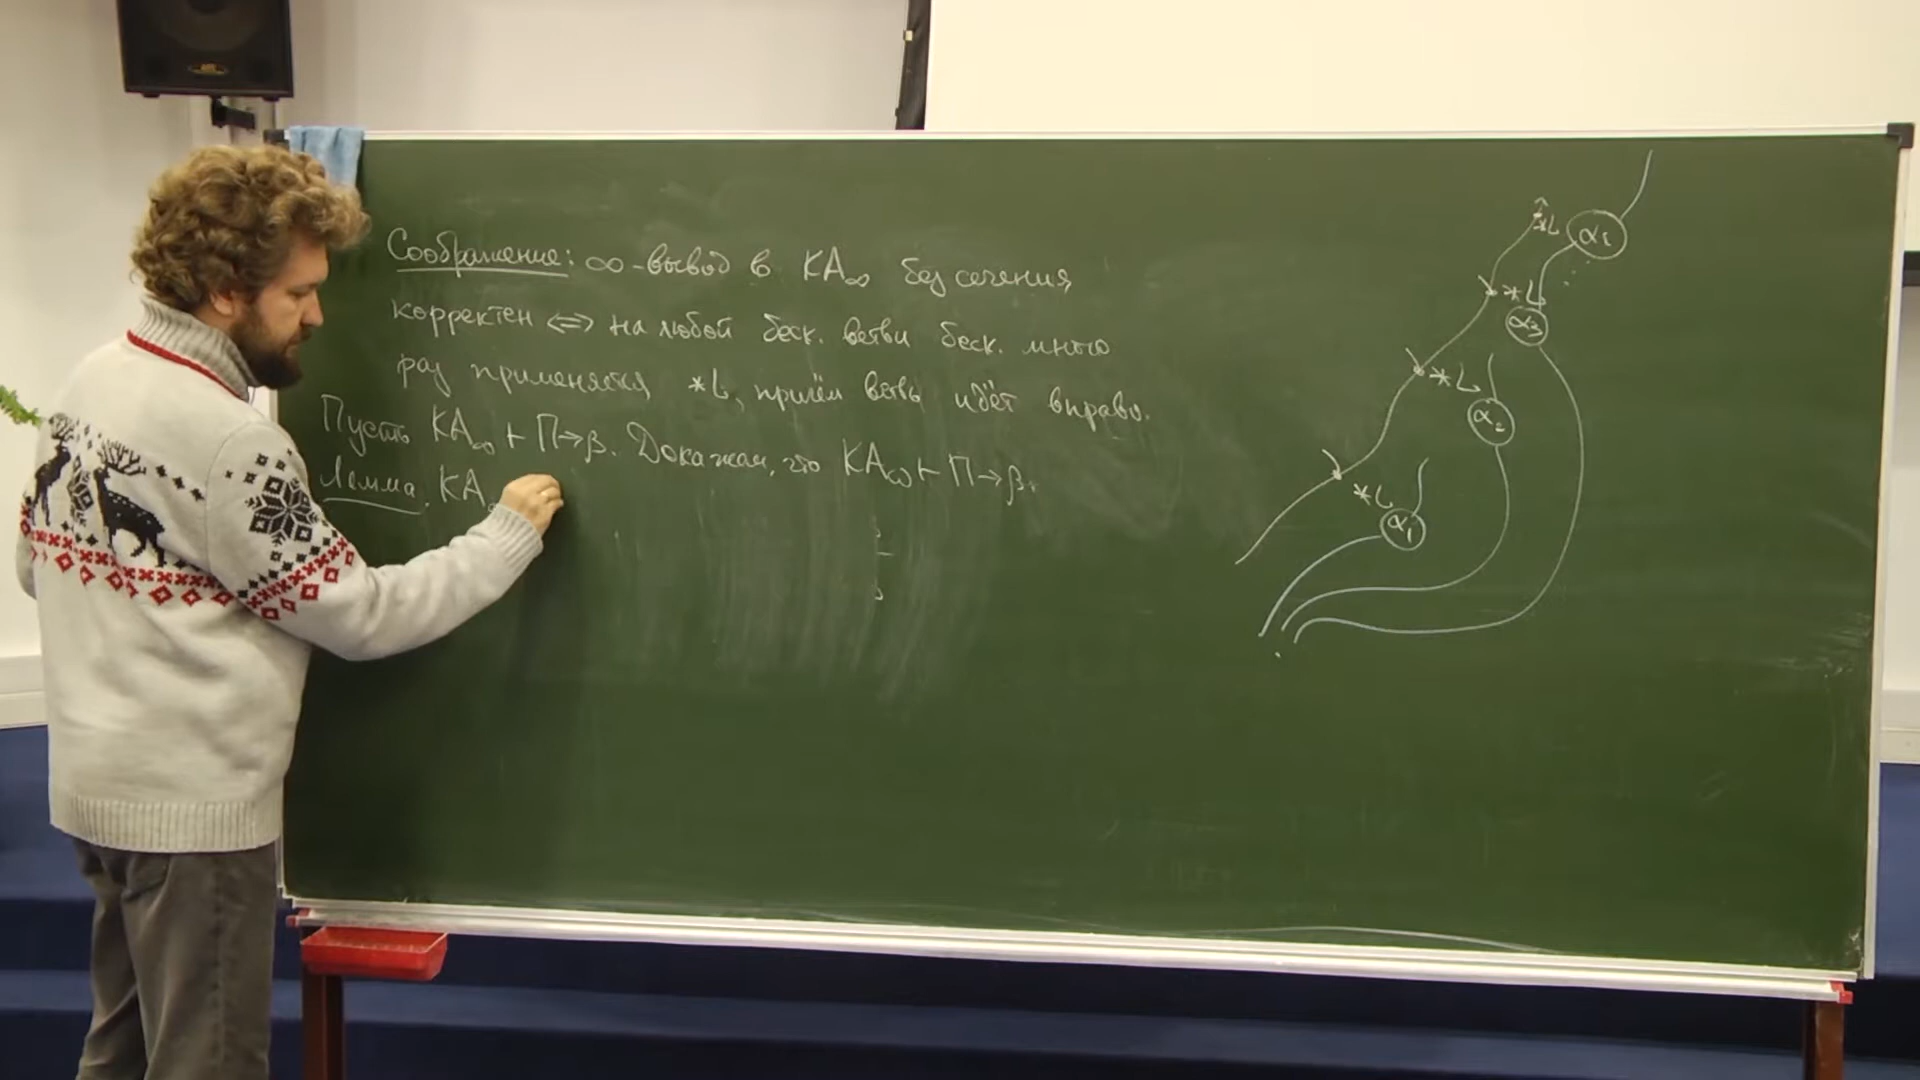 Соображение: ∞-вывод в KA∞ без сечения
корректен ⟺ на любой беск. ветви беск. много
раз применяется *L, причём ветвь идёт вправо.
Пусть KA∞ ⊢ Π→β. Докажем, что KAω ⊢ Π→β.
Лемма. KA
*L
α₁
*L
α₂
*L
α₃
*L